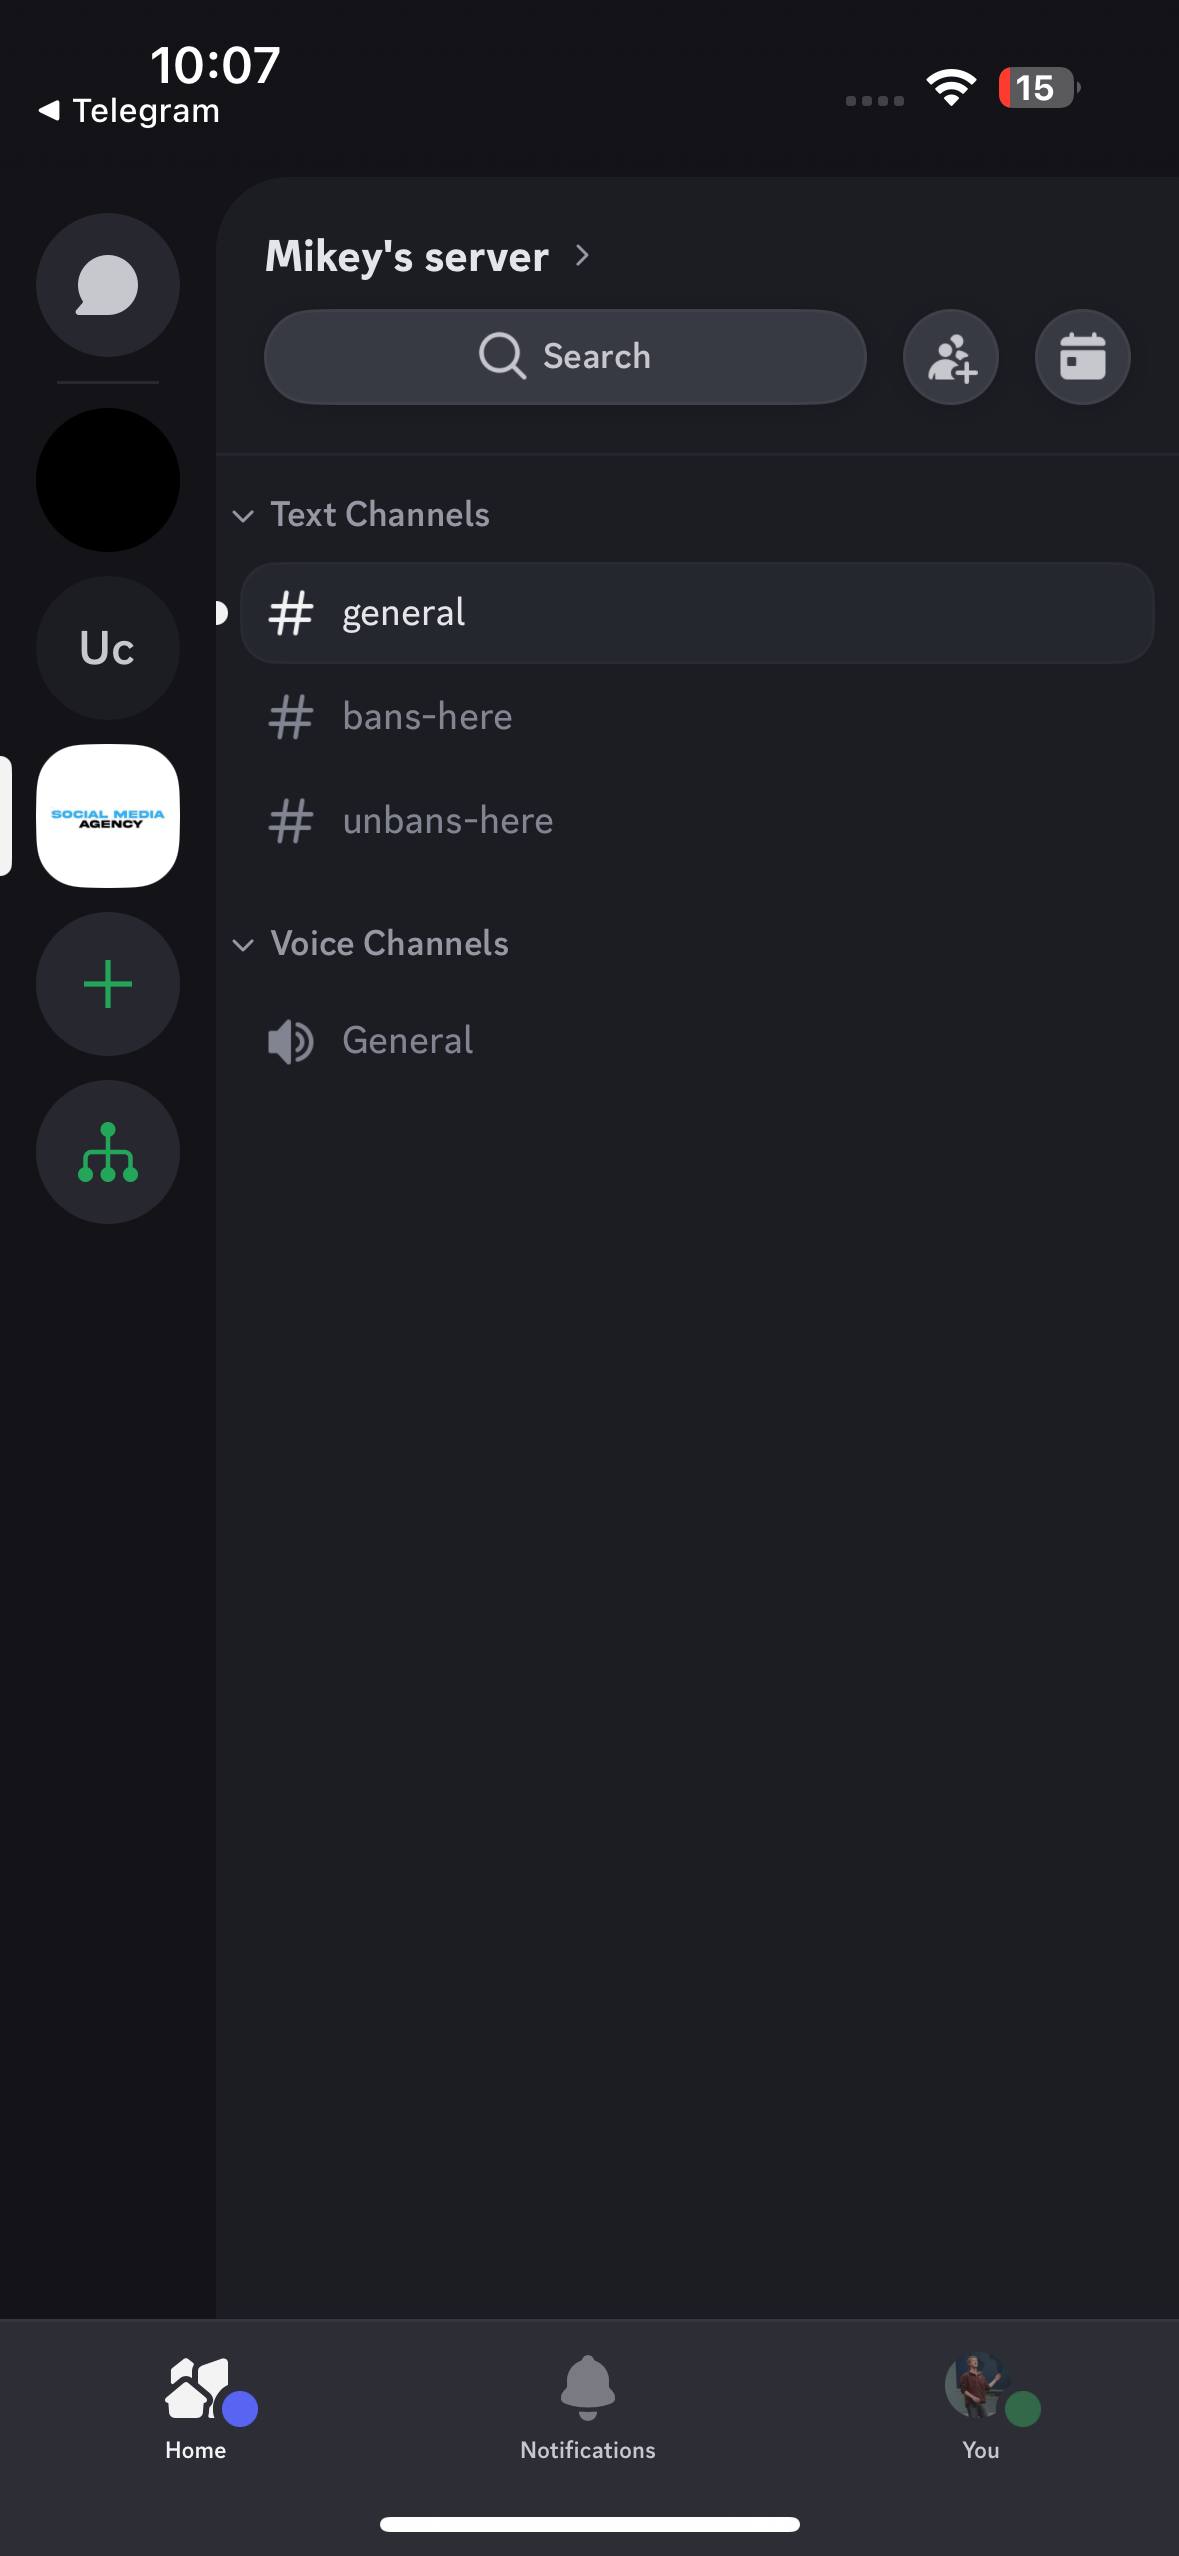 10:07
Telegram
15
Mikey's server
Search
Text Channels
general
bans-here
Uc
unbans-here
SOCIAL MEDIA
AGENCY
Voice Channels
General
Home
Notifications
You